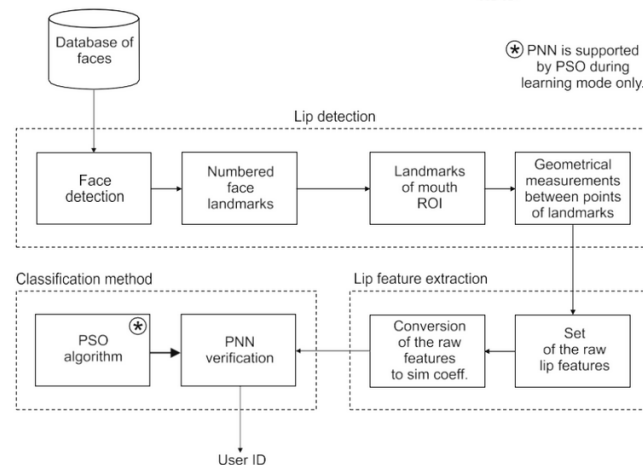 Database of
faces
✱ PNN is supported
by PSO during
learning mode only.
Lip detection
Face
detection
Numbered
face
landmarks
Landmarks
of mouth
ROI
Geometrical
measurements
between points
of landmarks
Classification method
PSO
algorithm
✱
PNN
verification
Lip feature extraction
Conversion
of the raw
features
to sim coeff.
Set
of the raw
lip features
User ID